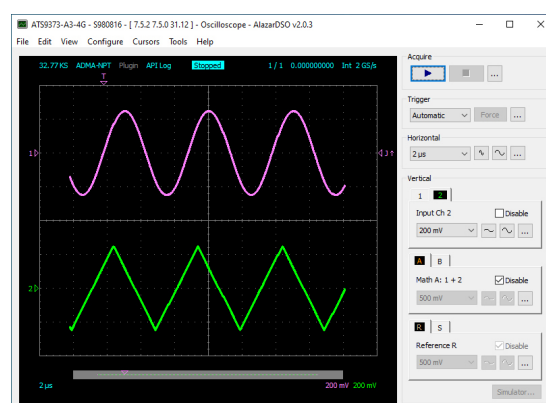 ATS9373-A3-4G - S980816 - [ 7.5.2 7.5.0 31.12 ] - Oscilloscope - AlazarDSO v2.0.3
File Edit View Configure Cursors Tools Help
32.77 KS ADMA-NPT Plugin API Log Stopped 1 / 1 0.000000000 Int 2 GS/s
T
1
J
2
2 µs 200 mV 200 mV
Acquire
...
Trigger
Automatic Force ...
Horizontal
2 µs ...
Vertical
1 2
Input Ch 2 Disable
200 mV ...
A B
Math A: 1 + 2 Disable
500 mV ...
R S
Reference R Disable
500 mV ...
Simulator...